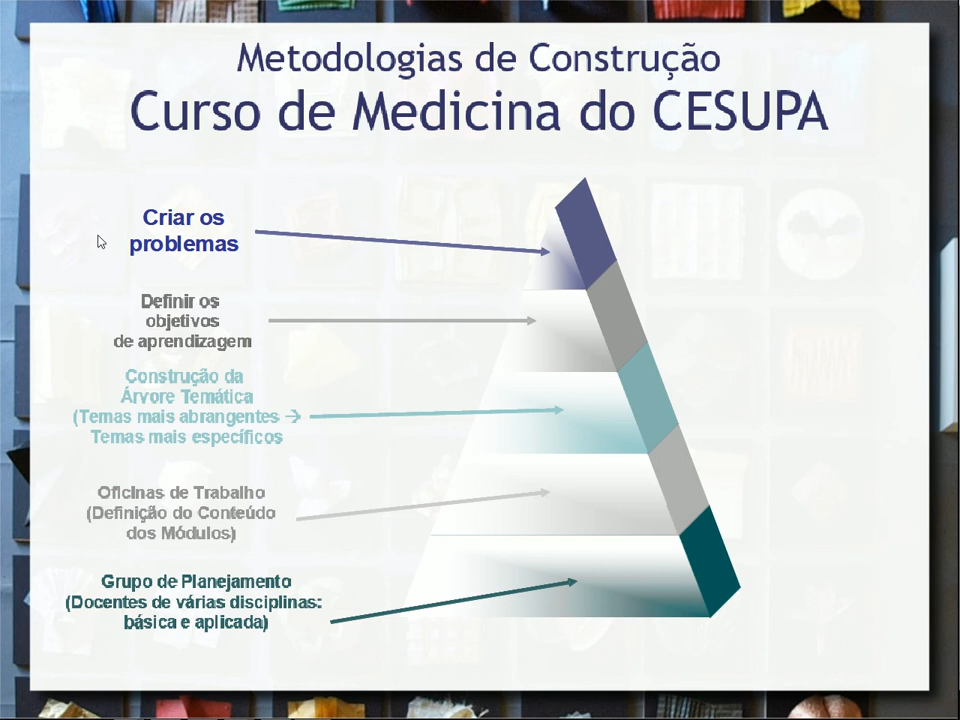 Metodologias de Construção
Curso de Medicina do CESUPA
Criar os
problemas
Definir os
objetivos
de aprendizagem
Construção da
Árvore Temática
(Temas mais abrangentes →
Temas mais específicos
Oficinas de Trabalho
(Definição do Conteúdo
dos Módulos)
Grupo de Planejamento
(Docentes de várias disciplinas:
básica e aplicada)